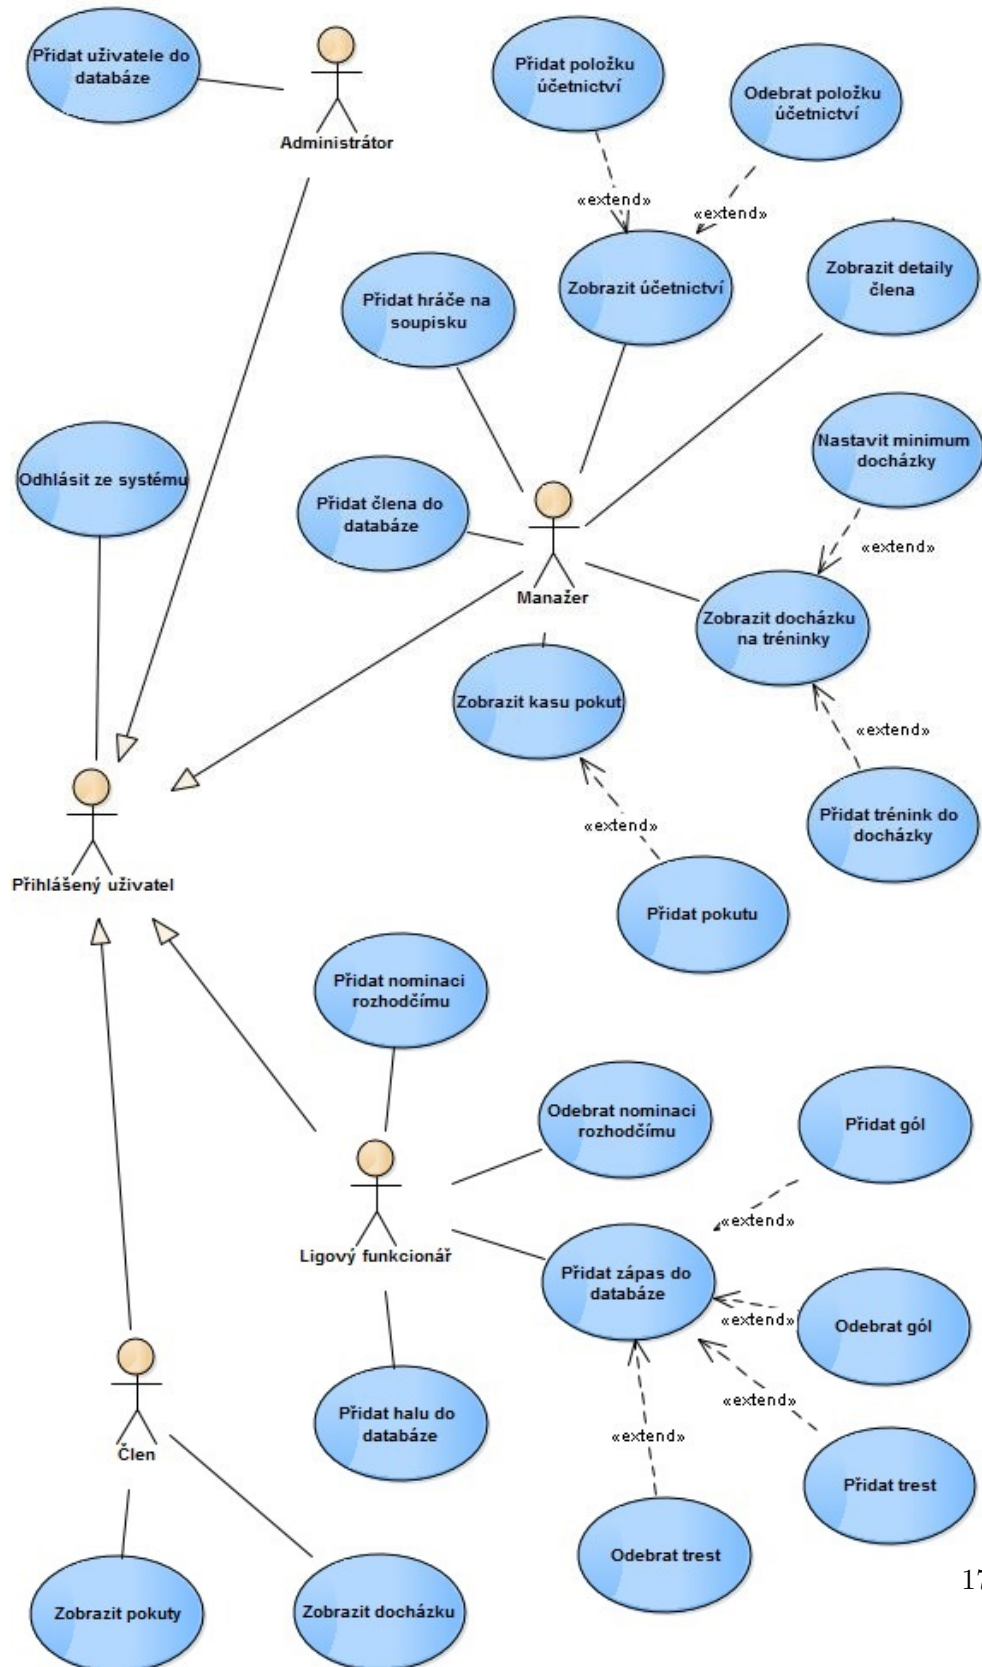 Přidat uživatele do
databáze
Administrátor
Přidat položku
účetnictví
Odebrat položku
účetnictví
«extend»
«extend»
Přidat hráče na
soupisku
Zobrazit účetnictví
Zobrazit detaily
člena
Odhlásit ze systému
Přidat člena do
databáze
Manažer
Nastavit minimum
docházky
«extend»
Zobrazit docházku
na tréninky
Zobrazit kasu pokut
«extend»
«extend»
Přidat trénink do
docházky
Přidat pokutu
Přihlášený uživatel
Přidat nominaci
rozhodčímu
Odebrat nominaci
rozhodčímu
Přidat gól
«extend»
Ligový funkcionář
Přidat zápas do
databáze
«extend»
Odebrat gól
«extend»
Přidat trest
«extend»
Odebrat trest
Přidat halu do
databáze
Člen
Zobrazit pokuty
Zobrazit docházku
17